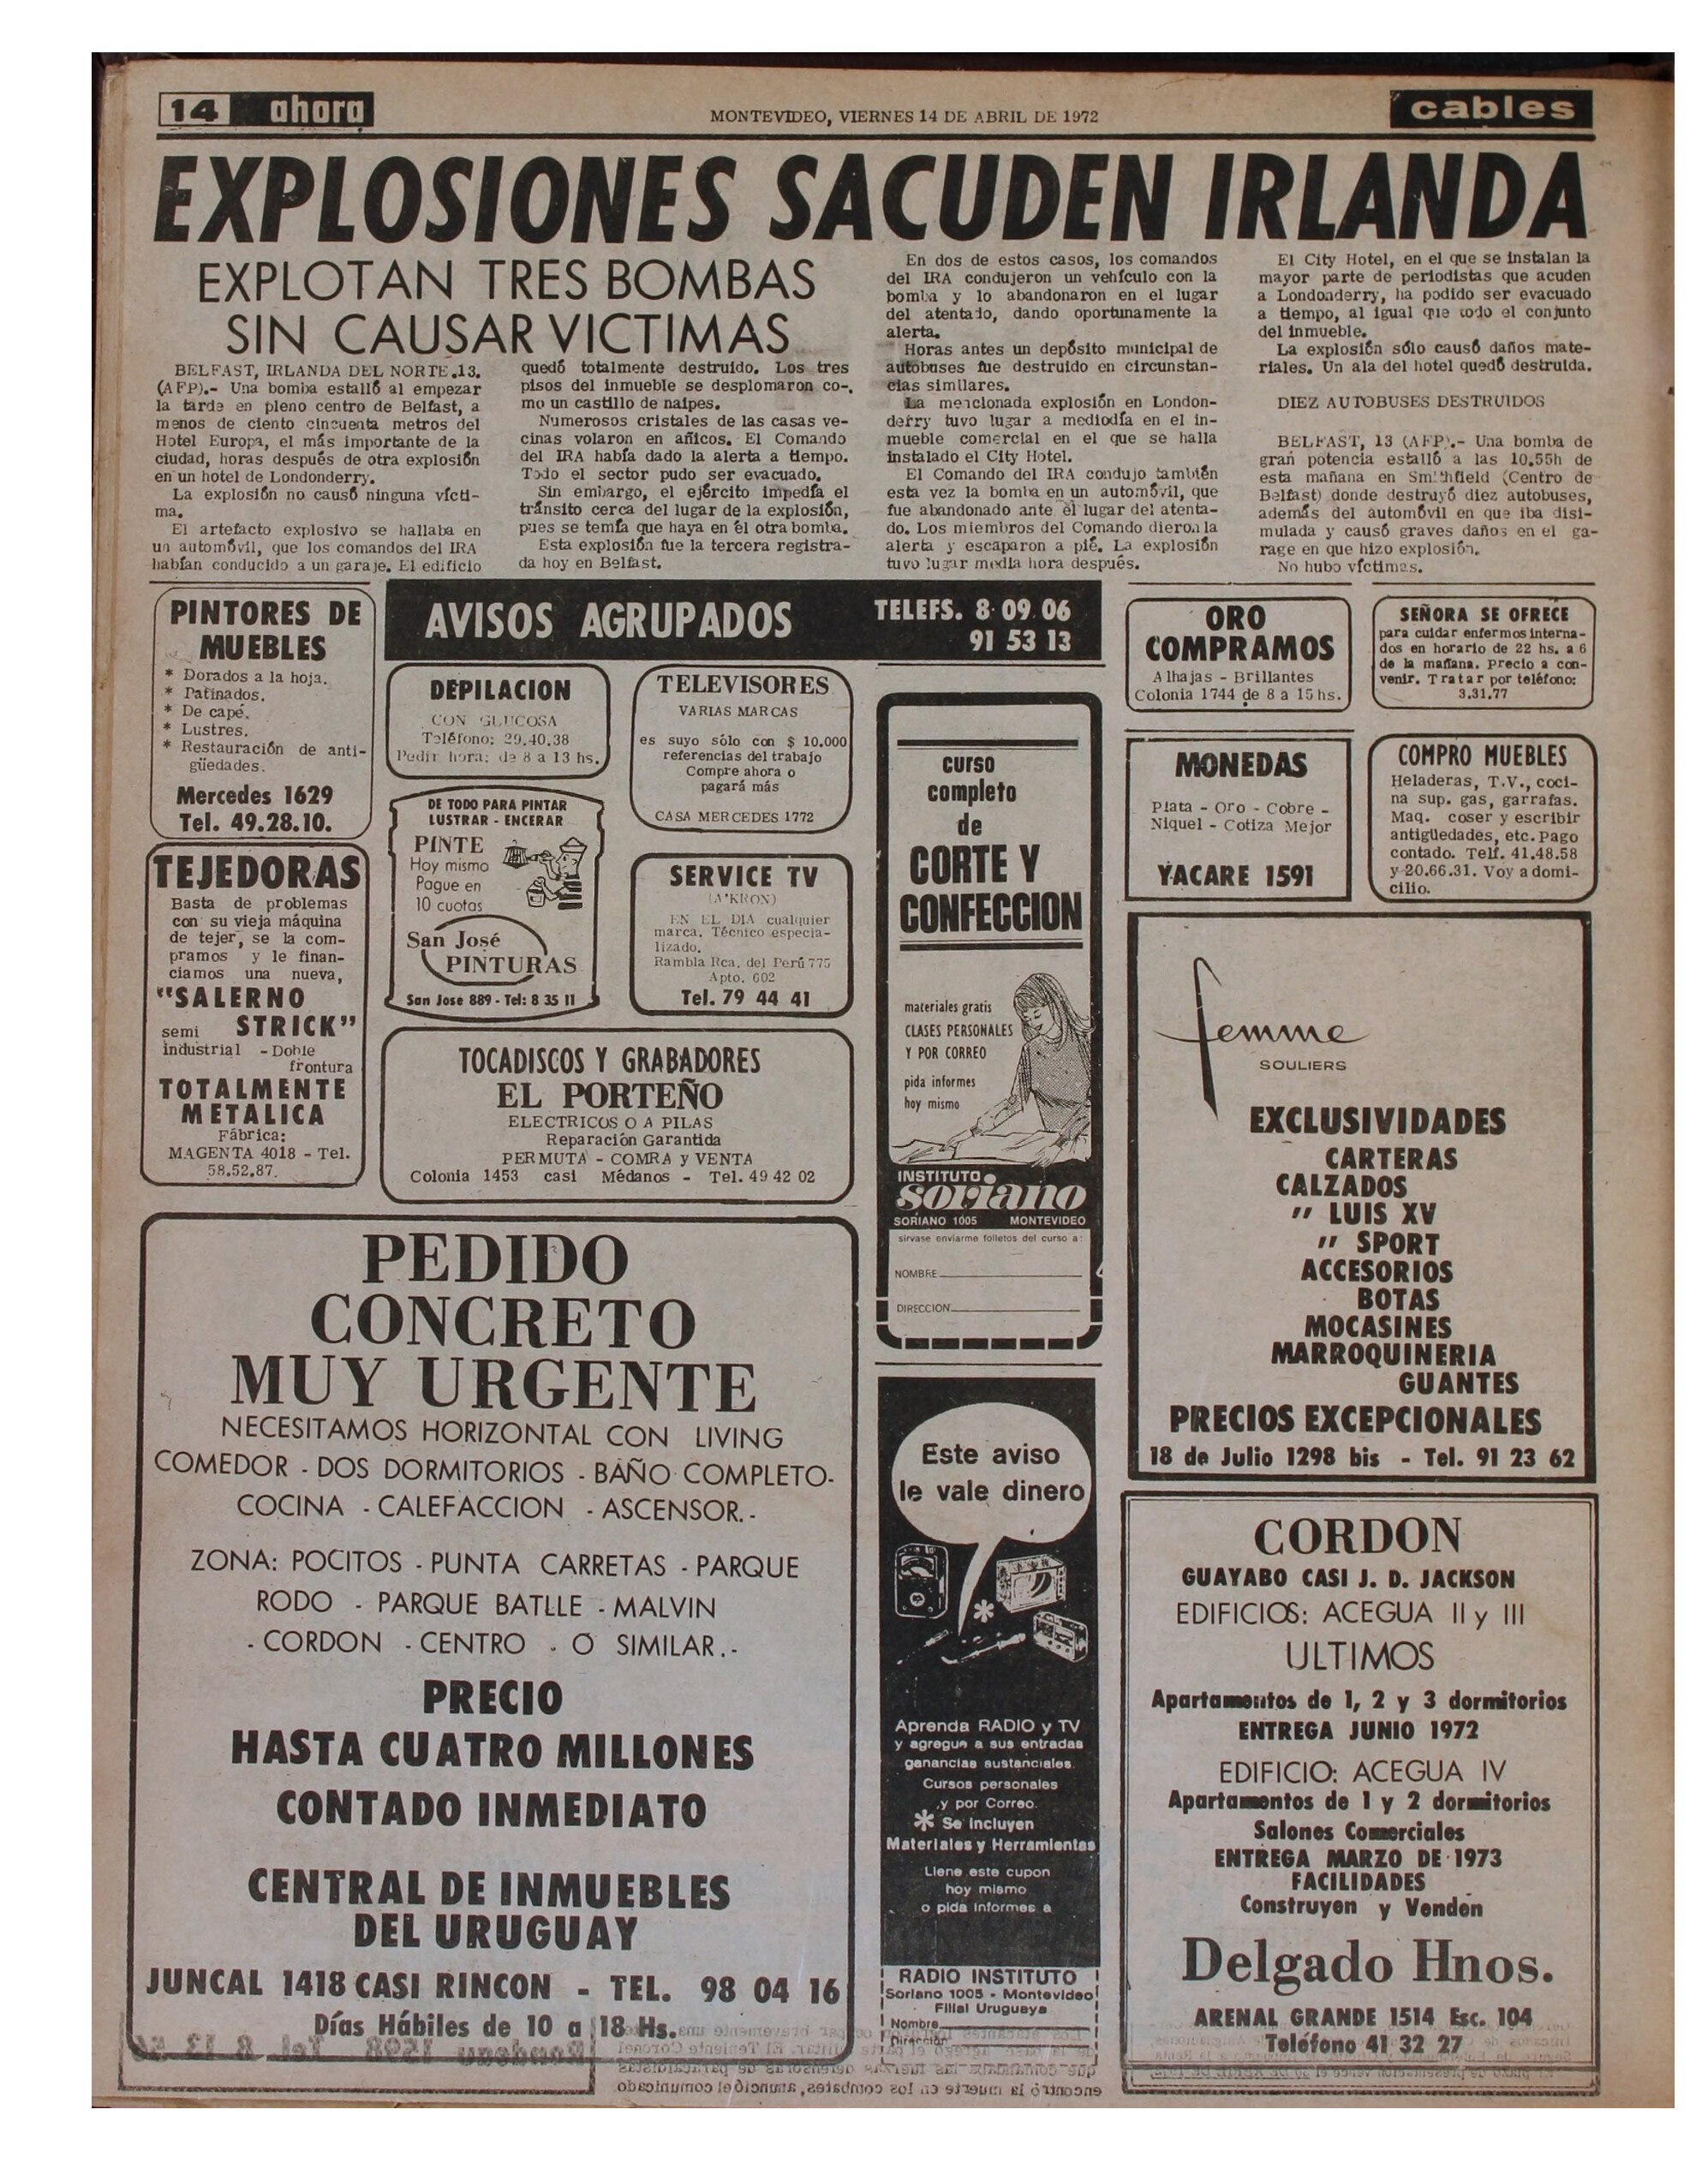 14 ahora
MONTEVIDEO, VIERNES 14 DE ABRIL DE 1972
cables
EXPLOSIONES SACUDEN IRLANDA
EXPLOTAN TRES BOMBAS
SIN CAUSAR VICTIMAS
BELFAST, IRLANDA DEL NORTE.13.
(AFP).- Una bomba estalló al empezar
la tarde en pleno centro de Belfast, a
menos de ciento cincuenta metros del
Hotel Europa, el más importante de la
ciudad, horas después de otra explosión
en un hotel de Londonderry.
La explosión no causó ninguna vícti-
ma.
El artefacto explosivo se hallaba en
un automóvil, que los comandos del IRA
habían conducido a un garaje. El edificio
quedó totalmente destruido. Los tres
pisos del inmueble se desplomaron co-
mo un castillo de naipes.
Numerosos cristales de las casas ve-
cinas volaron en añicos. El Comando
del IRA había dado la alerta a tiempo.
Todo el sector pudo ser evacuado.
Sin embargo, el ejército impedía el
tránsito cerca del lugar de la explosión,
pues se temía que haya en él otra bomba.
Esta explosión fue la tercera registra-
da hoy en Belfast.
En dos de estos casos, los comandos
del IRA condujeron un vehículo con la
bomba y lo abandonaron en el lugar
del atentado, dando oportunamente la
alerta.
Horas antes un depósito municipal de
autobuses fue destruido en circunstan-
cias similares.
La mencionada explosión en London-
derry tuvo lugar a mediodía en el in-
mueble comercial en el que se halla
instalado el City Hotel.
El Comando del IRA condujo también
esta vez la bomba en un automóvil, que
fue abandonado ante el lugar del atenta-
do. Los miembros del Comando dieron la
alerta y escaparon a pié. La explosión
tuvo lugar media hora después.
El City Hotel, en el que se instalan la
mayor parte de periodistas que acuden
a Londonderry, ha podido ser evacuado
a tiempo, al igual que todo el conjunto
del inmueble.
La explosión sólo causó daños mate-
riales. Un ala del hotel quedó destruida.
DIEZ AUTOBUSES DESTRUIDOS
BELFAST, 13 (AFP).- Una bomba de
gran potencia estalló a las 10,55h de
esta mañana en Smithfield (Centro de
Belfast) donde destruyó diez autobuses,
además del automóvil en que iba disi-
mulada y causó graves daños en el ga-
rage en que hizo explosión.
No hubo víctimas.
PINTORES DE
MUEBLES
* Dorados a la hoja.
* Patinados.
* De capé.
* Lustres.
* Restauración de anti-
güedades.
Mercedes 1629
Tel. 49.28.10.
TEJEDORAS
Basta de problemas
con su vieja máquina
de tejer, se la com-
pramos y le finan-
ciamos una nueva,
"SALERNO
STRICK"
semi
industrial - Doble
frontura
TOTALMENTE
METALICA
Fábrica:
MAGENTA 4018 - Tel.
58.52.87.
AVISOS AGRUPADOS
TELEFS. 8 09 06
91 53 13
DEPILACION
CON GLUCOSA
Teléfono: 29.40.38
Pedir hora: de 8 a 13 hs.
DE TODO PARA PINTAR
LUSTRAR - ENCERAR
PINTE
Hoy mismo
Pague en
10 cuotas
San José
PINTURAS
San Jose 889 - Tel: 8 35 11
TELEVISORES
VARIAS MARCAS
es suyo sólo con $ 10.000
referencias del trabajo
Compre ahora o
pagará más
CASA MERCEDES 1772
SERVICE TV
EN EL DIA cualquier
marca. Técnico especia-
lizado.
Rambla Rca. del Perú 775
Apto. 602
Tel. 79 44 41
TOCADISCOS Y GRABADORES
EL PORTEÑO
ELECTRICOS O A PILAS
Reparación Garantida
PERMUTA - COMRA y VENTA
Colonia 1453 casi Médanos - Tel. 49 42 02
curso
completo
de
CORTE Y
CONFECCION
materiales gratis
CLASES PERSONALES
Y POR CORREO
pida informes
hoy mismo
INSTITUTO
soriano
SORIANO 1005 MONTEVIDEO
sirvase enviarme folletos del curso a:
NOMBRE
DIRECCION
ORO
COMPRAMOS
Alhajas - Brillantes
Colonia 1744 de 8 a 15 hs.
SEÑORA SE OFRECE
para cuidar enfermos interna-
dos en horario de 22 hs. a 6
de la mañana. precio a con-
venir. Tratar por teléfono:
3.31.77
MONEDAS
Plata - Oro - Cobre -
Niquel - Cotiza Mejor
YACARE 1591
COMPRO MUEBLES
Heladeras, T.V., coci-
na sup. gas, garrafas.
Maq. coser y escribir
antigüedades, etc. Pago
contado. Telf. 41.48.58
y 20.66.31. Voy a domi-
cilio.
femme
SOULIERS
EXCLUSIVIDADES
CARTERAS
CALZADOS
" LUIS XV
" SPORT
ACCESORIOS
BOTAS
MOCASINES
MARROQUINERIA
GUANTES
PRECIOS EXCEPCIONALES
18 de Julio 1298 bis - Tel. 91 23 62
PEDIDO
CONCRETO
MUY URGENTE
NECESITAMOS HORIZONTAL CON LIVING
COMEDOR - DOS DORMITORIOS - BAÑO COMPLETO-
COCINA - CALEFACCION - ASCENSOR.-
ZONA: POCITOS - PUNTA CARRETAS - PARQUE
RODO - PARQUE BATLLE - MALVIN
- CORDON - CENTRO - O SIMILAR.-
PRECIO
HASTA CUATRO MILLONES
CONTADO INMEDIATO
CENTRAL DE INMUEBLES
DEL URUGUAY
JUNCAL 1418 CASI RINCON - TEL. 98 04 16
Días Hábiles de 10 a 18 Hs.
Este aviso
le vale dinero
Aprenda RADIO y TV
y agregue a sus entradas
ganancias sustanciales.
Cursos personales
y por Correo.
* Se incluyen
Materiales y Herramientas
Llene este cupon
hoy mismo
o pida informes a
RADIO INSTITUTO
Soriano 1005 - Montevideo
Filial Uruguaya
Nombre
Dirección
CORDON
GUAYABO CASI J. D. JACKSON
EDIFICIOS: ACEGUA II y III
ULTIMOS
Apartamentos de 1, 2 y 3 dormitorios
ENTREGA JUNIO 1972
EDIFICIO: ACEGUA IV
Apartamentos de 1 y 2 dormitorios
Salones Comerciales
ENTREGA MARZO DE 1973
FACILIDADES
Construyen y Venden
Delgado Hnos.
ARENAL GRANDE 1514 Esc. 104
Teléfono 41 32 27